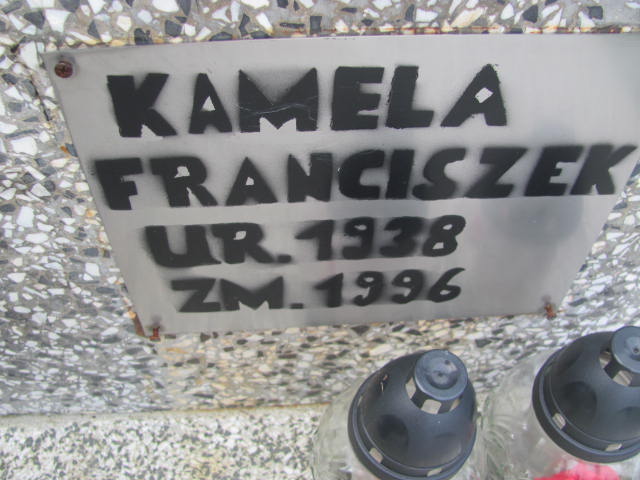 KAMELA
FRANCISZEK
UR. 1938
ZM. 1996